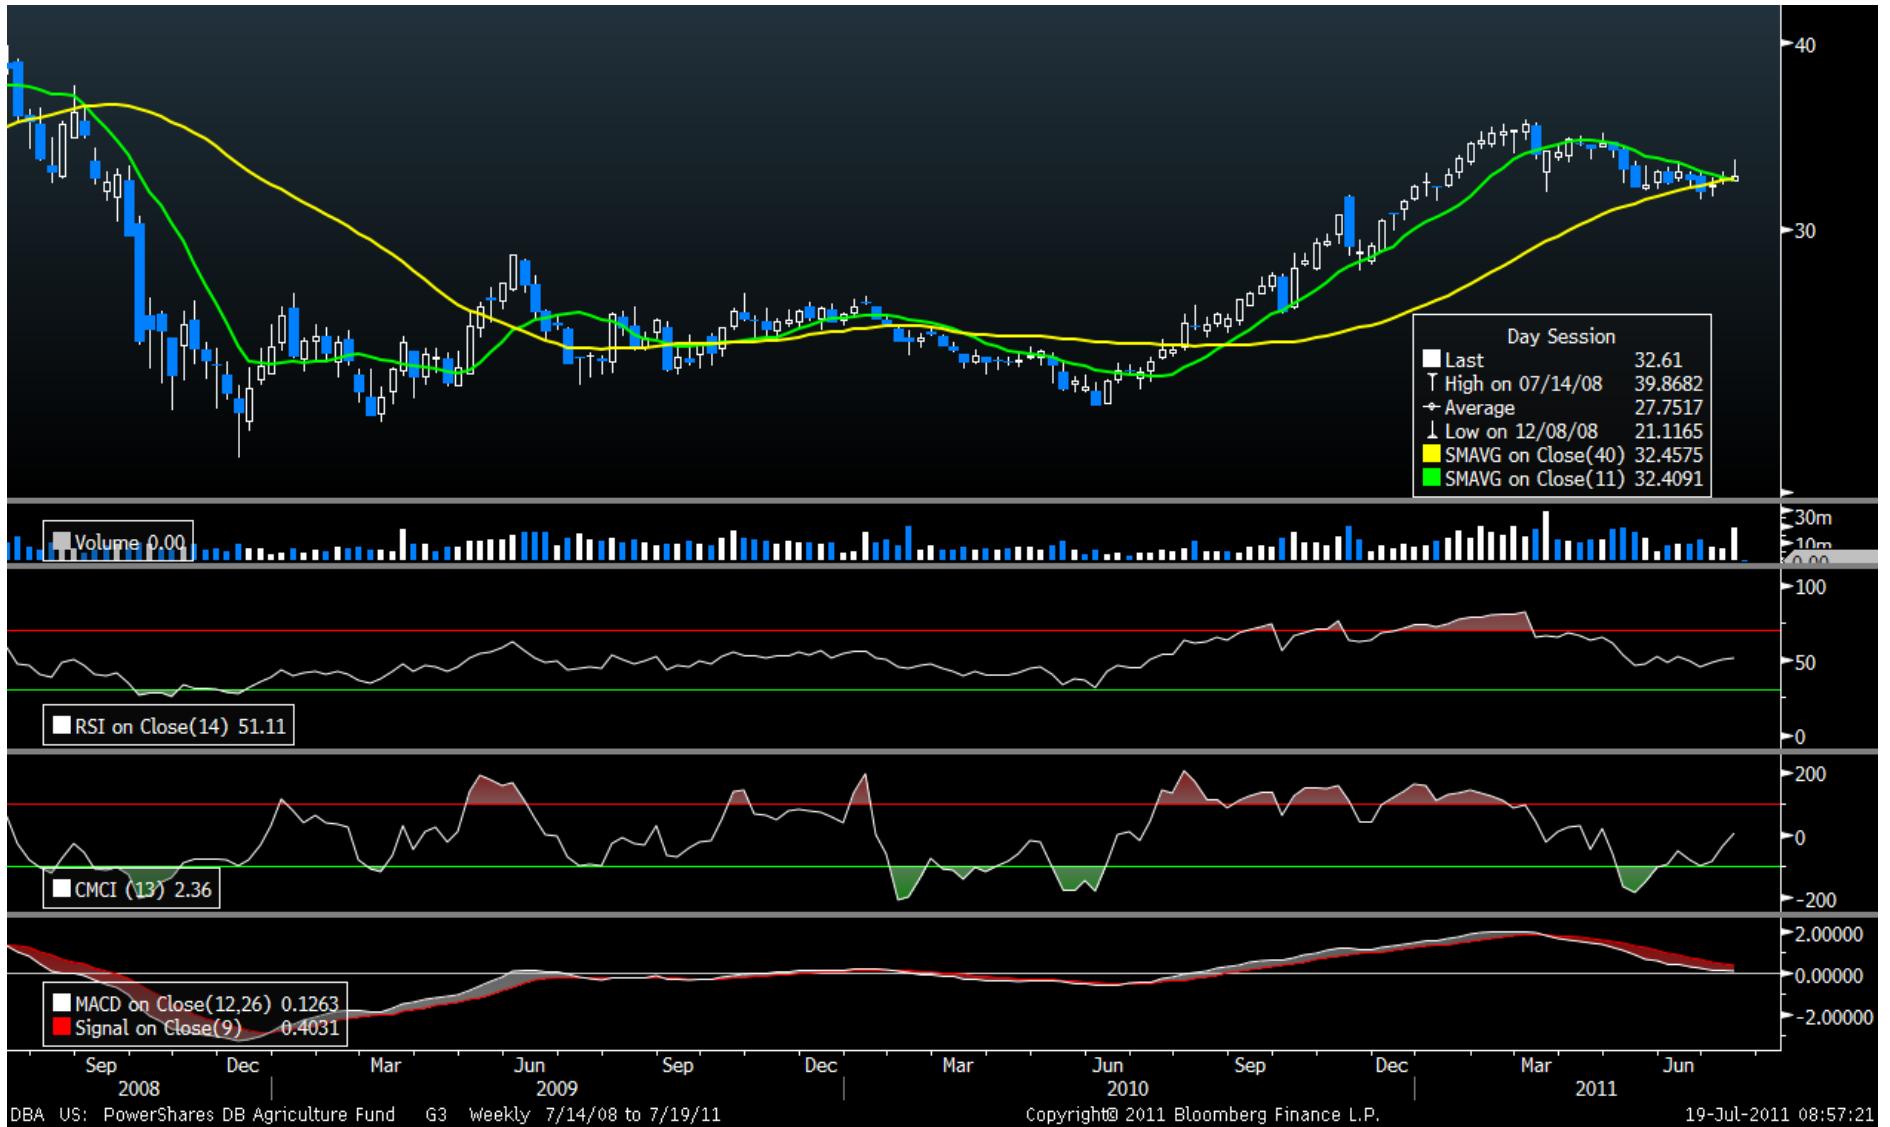 40
30
Day Session
Last 32.61
High on 07/14/08 39.8682
Average 27.7517
Low on 12/08/08 21.1165
SMAVG on Close(40) 32.4575
SMAVG on Close(11) 32.4091
Volume 0.00
30m
10m
0.00
100
50
0
RSI on Close(14) 51.11
200
0
-200
CMCI (13) 2.36
2.00000
0.00000
-2.00000
MACD on Close(12,26) 0.1263
Signal on Close(9) 0.4031
Sep Dec Mar Jun Sep Dec Mar Jun Sep Dec Mar Jun
2008 2009 2010 2011
DBA US: PowerShares DB Agriculture Fund G3 Weekly 7/14/08 to 7/19/11 Copyright© 2011 Bloomberg Finance L.P. 19-Jul-2011 08:57:21